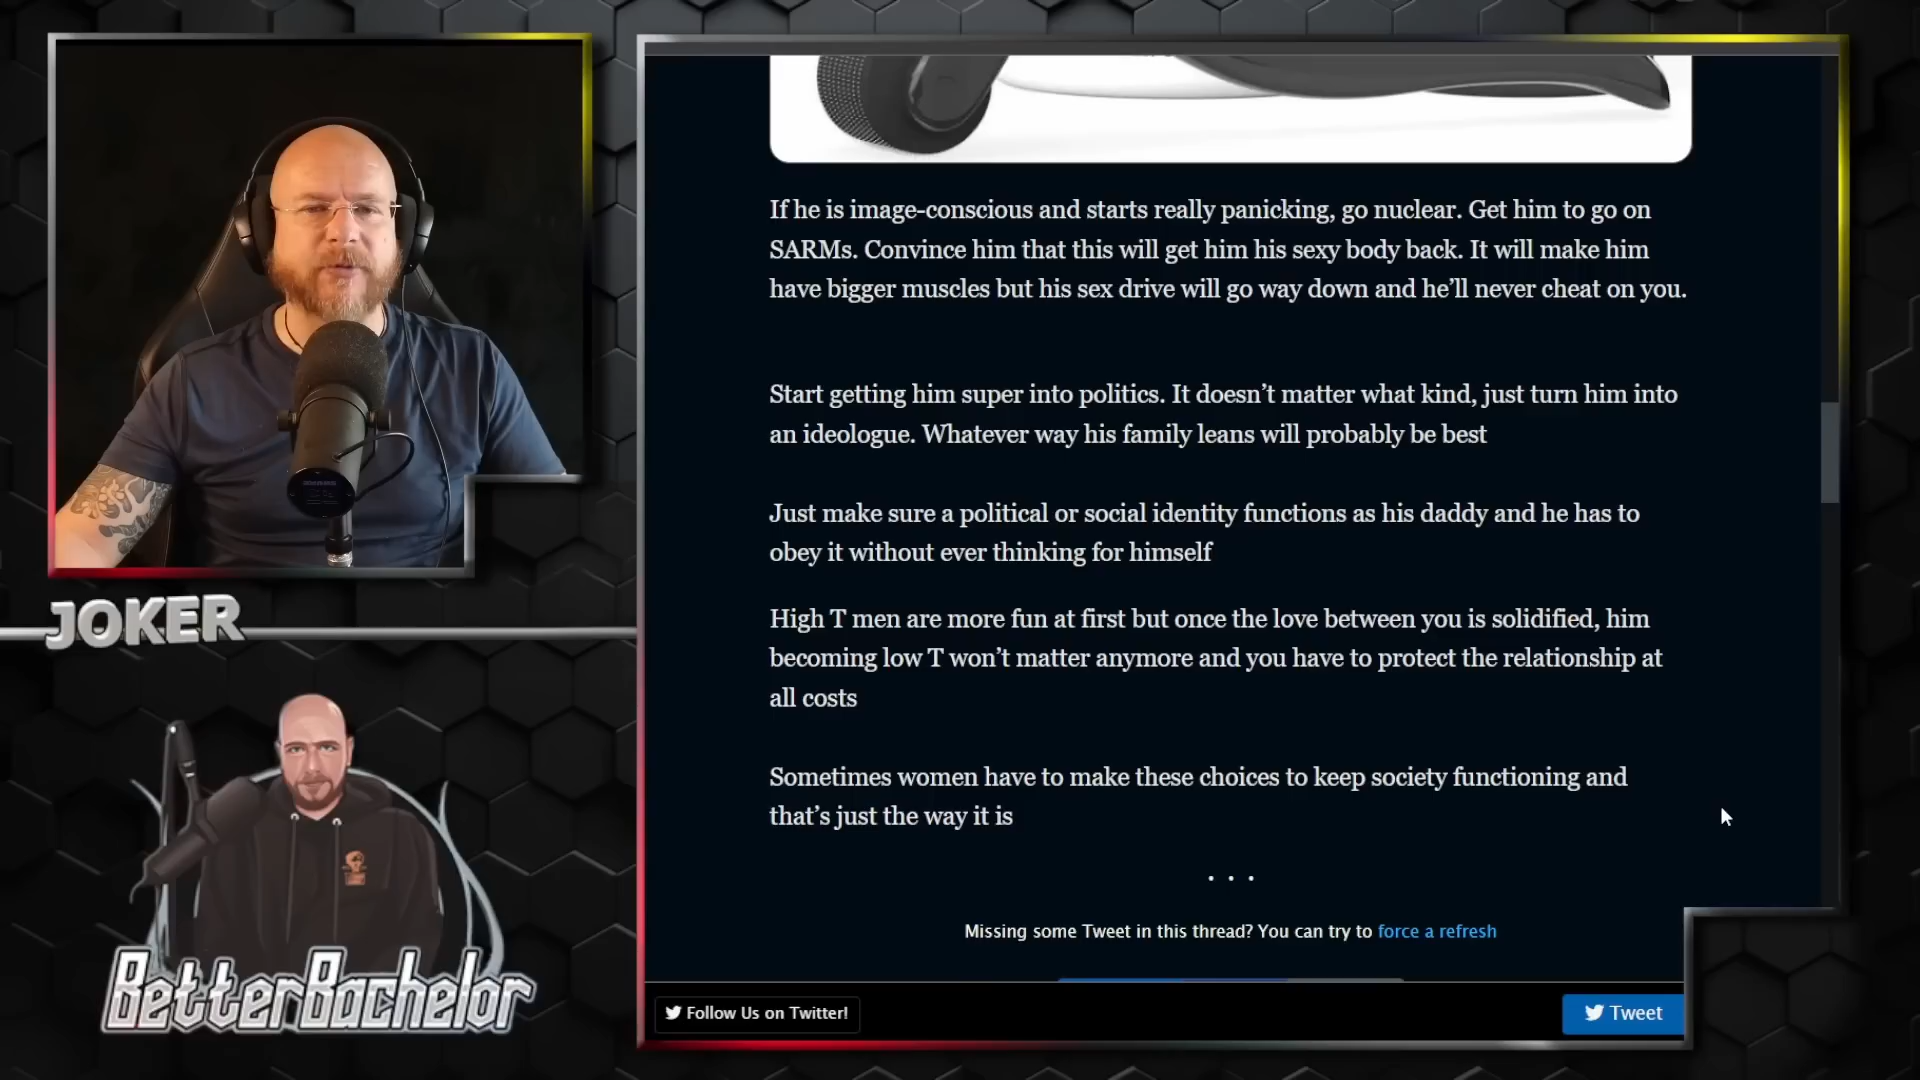 If he is image-conscious and starts really panicking, go nuclear. Get him to go on
SARMs. Convince him that this will get him his sexy body back. It will make him
have bigger muscles but his sex drive will go way down and he’ll never cheat on you.
Start getting him super into politics. It doesn’t matter what kind, just turn him into
an ideologue. Whatever way his family leans will probably be best
Just make sure a political or social identity functions as his daddy and he has to
obey it without ever thinking for himself
High T men are more fun at first but once the love between you is solidified, him
becoming low T won’t matter anymore and you have to protect the relationship at
all costs
Sometimes women have to make these choices to keep society functioning and
that’s just the way it is
. . .
Missing some Tweet in this thread? You can try to force a refresh
Follow Us on Twitter!
Tweet
JOKER
BetterBachelor